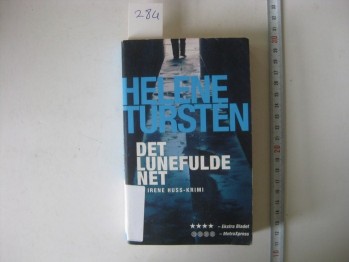 284
HELENE
TURSTEN
DET
LUNEFULDE
NET
IRENE HUSS-KRIMI
★★★★ – Ekstra Bladet
– MetroXpress